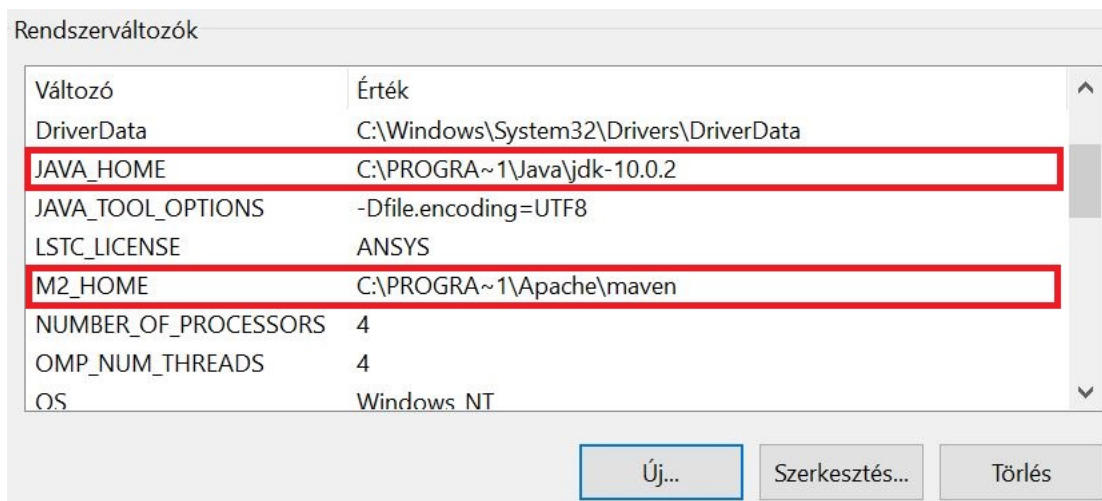 Rendszerváltozók
Változó Érték
DriverData C:\Windows\System32\Drivers\DriverData
JAVA_HOME C:\PROGRA~1\Java\jdk-10.0.2
JAVA_TOOL_OPTIONS -Dfile.encoding=UTF8
LSTC_LICENSE ANSYS
M2_HOME C:\PROGRA~1\Apache\maven
NUMBER_OF_PROCESSORS 4
OMP_NUM_THREADS 4
OS Windows_NT
Új... Szerkesztés... Törlés